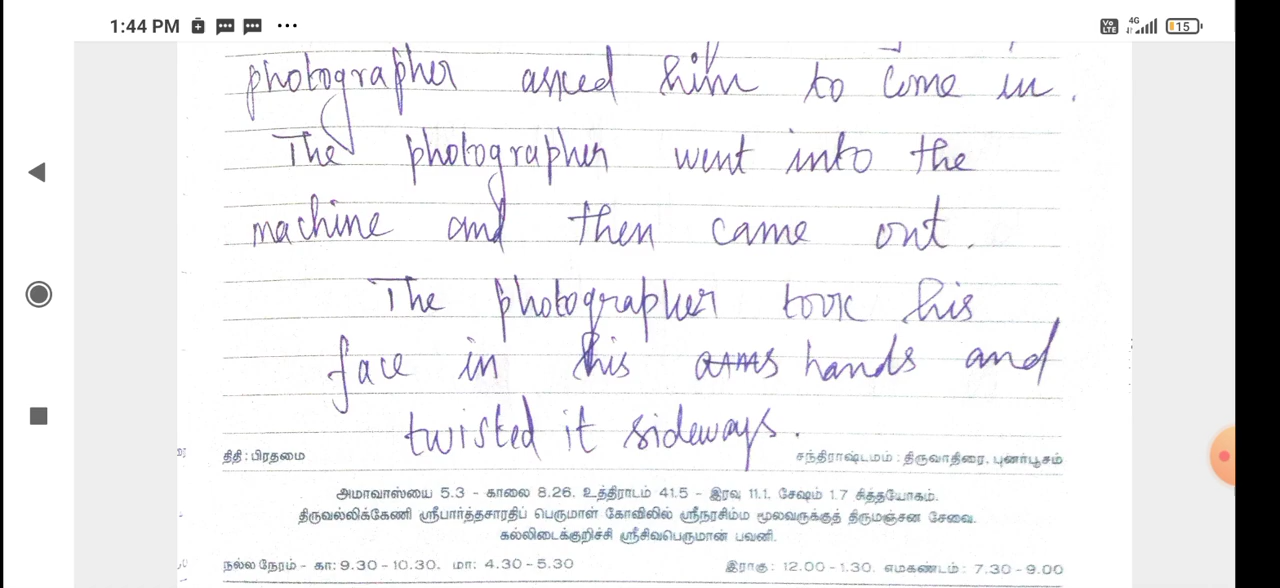 1:44 PM
4G
15
photographer asked him to come in.
The photographer went into the
machine and then came out.
The photographer took his
face in his arms hands and
twisted it sideways.
திதி : பிரதமை சந்திராஷ்டமம் : திருவாதிரை, புனர்பூசம்
அமாவாஸ்யை 5.3 - காலை 8.26. உத்திராடம் 41.5 - இரவு 11.1. சேஷம் 1.7 சித்தயோகம்.
திருவல்லிக்கேணி ஸ்ரீபார்த்தசாரதிப் பெருமாள் கோவிலில் ஸ்ரீநரசிம்ம மூலவருக்குத் திருமஞ்சன சேவை.
கல்லிடைக்குறிச்சி ஸ்ரீசிவபெருமான் பவனி.
நல்ல நேரம் - கா: 9.30 - 10.30. மா: 4.30 - 5.30 இராகு : 12.00 - 1.30. எமகண்டம் : 7.30 - 9.00